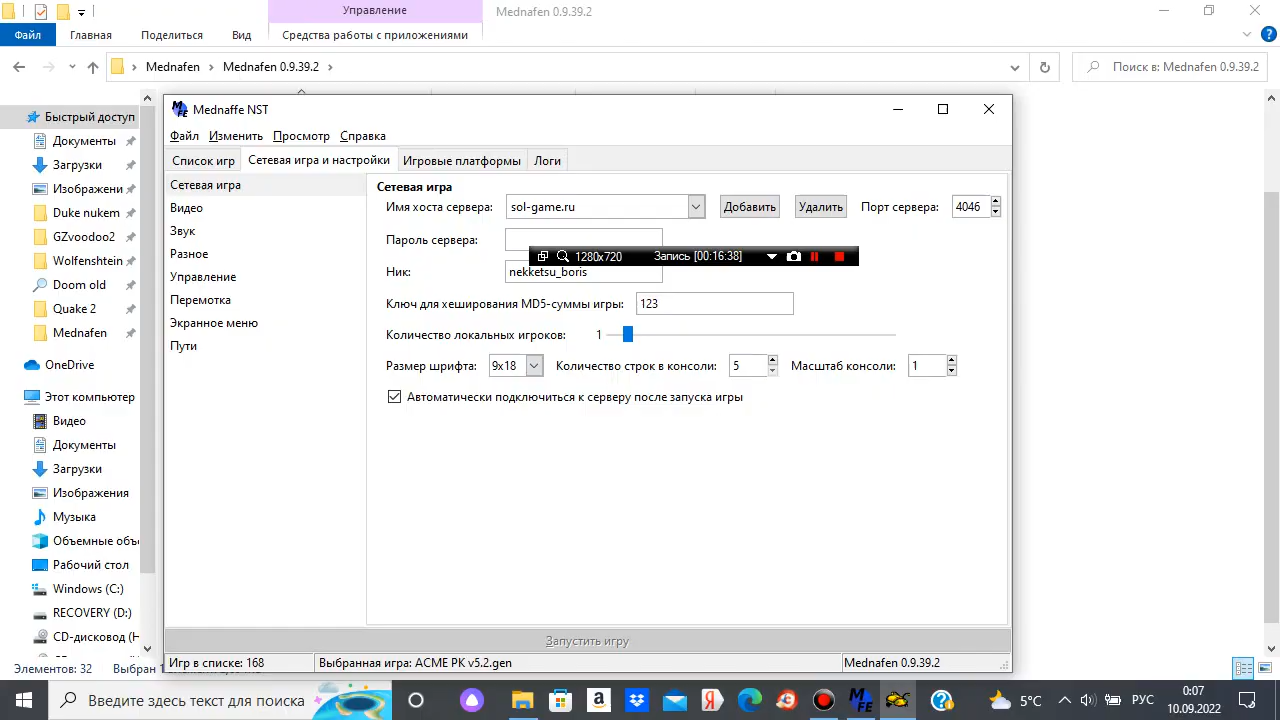 Управление
Mednafen 0.9.39.2
Файл
Главная
Поделиться
Вид
Средства работы с приложениями
Mednafen
Mednafen 0.9.39.2
Поиск в: Mednafen 0.9.39.2
Mednaffe NST
Файл Изменить Просмотр Справка
Список игр Сетевая игра и настройки Игровые платформы Логи
Быстрый доступ
Документы
Загрузки
Изображени
Duke nukem
GZvoodoo2
Wolfenshtein
Doom old
Quake 2
Mednafen
OneDrive
Этот компьютер
Видео
Документы
Загрузки
Изображения
Музыка
Объемные объ
Рабочий стол
Windows (C:)
RECOVERY (D:)
CD-дисковод (H
Сетевая игра
Видео
Звук
Разное
Управление
Перемотка
Экранное меню
Пути
Сетевая игра
Имя хоста сервера: sol-game.ru Добавить Удалить Порт сервера: 4046
Пароль сервера:
1280x720 Запись [00:16:38]
Ник: nekketsu_boris
Ключ для хеширования MD5-суммы игры: 123
Количество локальных игроков: 1
Размер шрифта: 9x18 Количество строк в консоли: 5 Масштаб консоли: 1
Автоматически подключиться к серверу после запуска игры
Запустить игру
Игр в списке: 168 Выбранная игра: ACME PK v5.2.gen Mednafen 0.9.39.2
Элементов: 32 Выбран 1
Введите здесь текст для поиска
5°C
РУС
0:07
10.09.2022